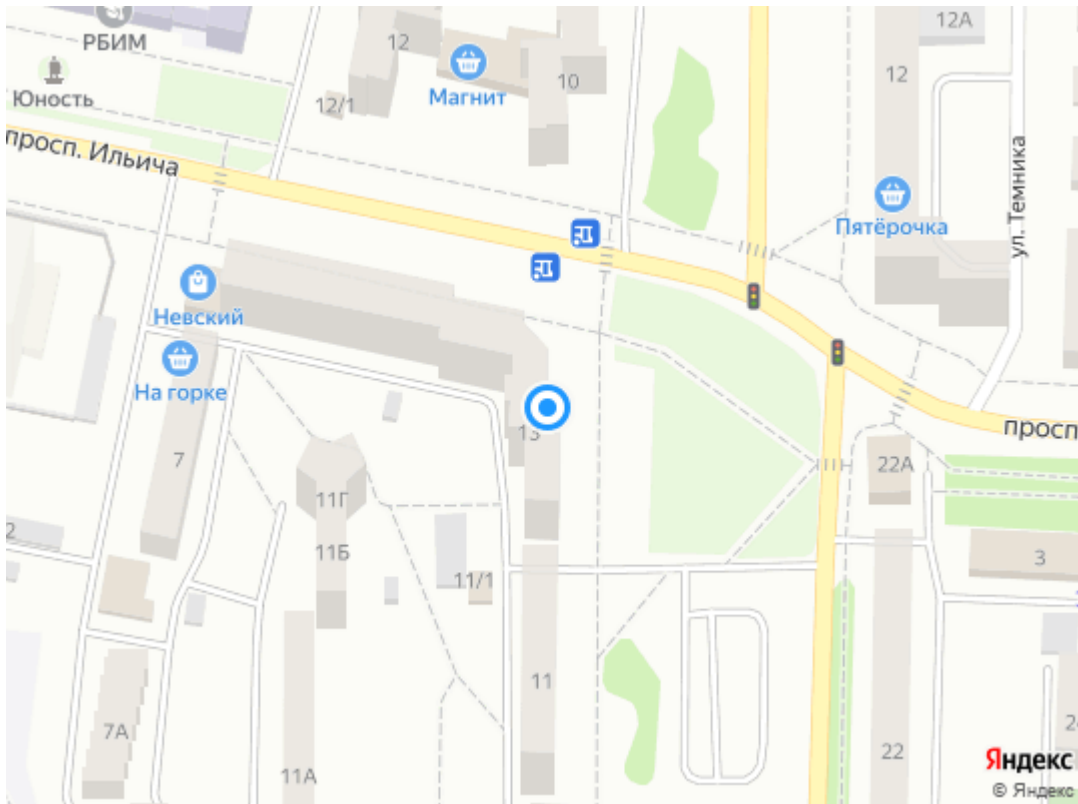 12А
РБИМ
12
Магнит
10
12
Юность
12/1
просп. Ильича
ул. Темника
Пятёрочка
Невский
На горке
13
просп
7
22А
11Г
2
11Б
3
11/1
11
7А
22
11А
Яндекс
© Яндекс